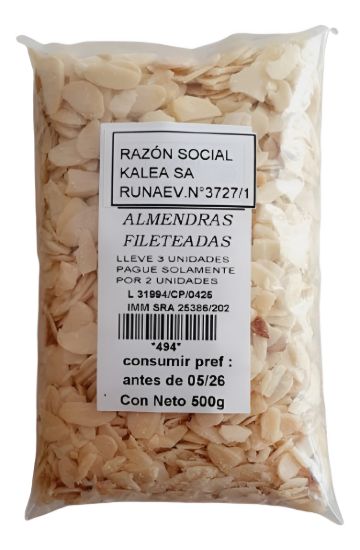 RAZÓN SOCIAL
KALEA SA
RUNAEV.N°3727/1
ALMENDRAS
FILETEADAS
LLEVE 3 UNIDADES
PAGUE SOLAMENTE
POR 2 UNIDADES
L 31994/CP/0425
IMM SRA 25386/202
*494*
consumir pref :
antes de 05/26
Con Neto 500g